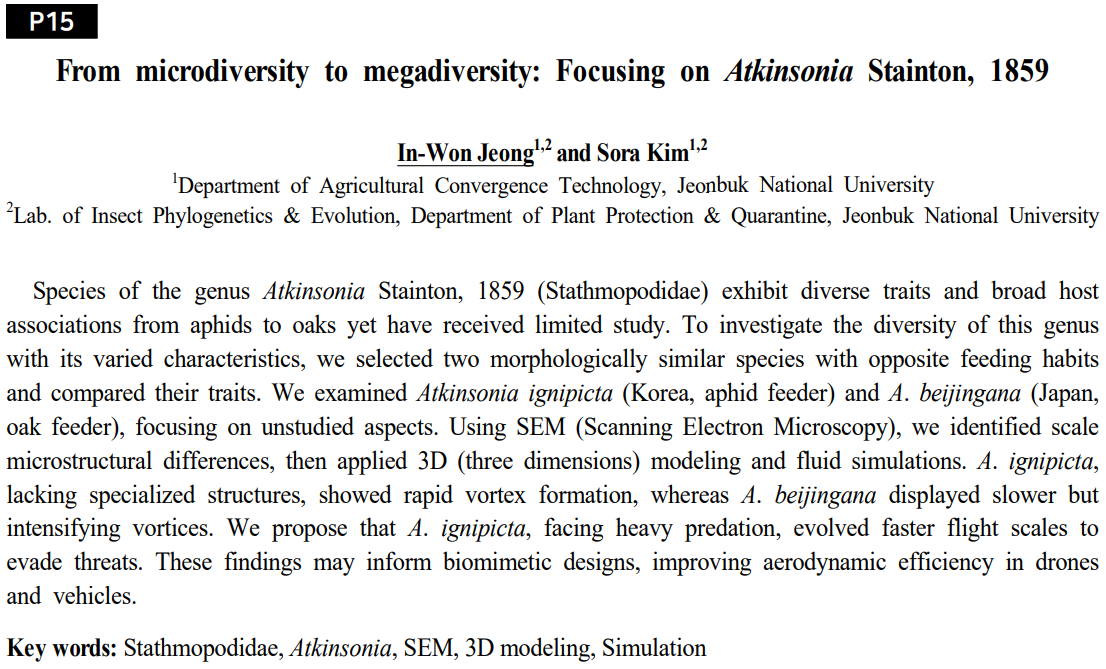 P15
From microdiversity to megadiversity: Focusing on Atkinsonia Stainton, 1859
In-Won Jeong1,2 and Sora Kim1,2
1Department of Agricultural Convergence Technology, Jeonbuk National University
2Lab. of Insect Phylogenetics & Evolution, Department of Plant Protection & Quarantine, Jeonbuk National University
Species of the genus Atkinsonia Stainton, 1859 (Stathmopodidae) exhibit diverse traits and broad host
associations from aphids to oaks yet have received limited study. To investigate the diversity of this genus
with its varied characteristics, we selected two morphologically similar species with opposite feeding habits
and compared their traits. We examined Atkinsonia ignipicta (Korea, aphid feeder) and A. beijingana (Japan,
oak feeder), focusing on unstudied aspects. Using SEM (Scanning Electron Microscopy), we identified scale
microstructural differences, then applied 3D (three dimensions) modeling and fluid simulations. A. ignipicta,
lacking specialized structures, showed rapid vortex formation, whereas A. beijingana displayed slower but
intensifying vortices. We propose that A. ignipicta, facing heavy predation, evolved faster flight scales to
evade threats. These findings may inform biomimetic designs, improving aerodynamic efficiency in drones
and vehicles.
Key words: Stathmopodidae, Atkinsonia, SEM, 3D modeling, Simulation